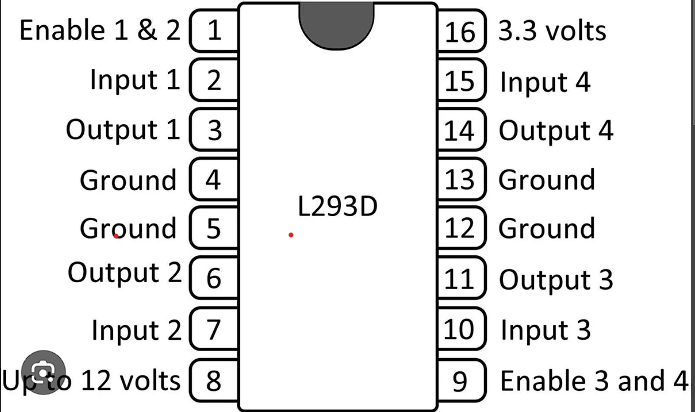 Enable 1 & 2 1 16 3.3 volts
Input 1 2 15 Input 4
Output 1 3 14 Output 4
Ground 4 13 Ground
L293D
Ground 5 12 Ground
Output 2 6 11 Output 3
Input 2 7 10 Input 3
Up to 12 volts 8 9 Enable 3 and 4